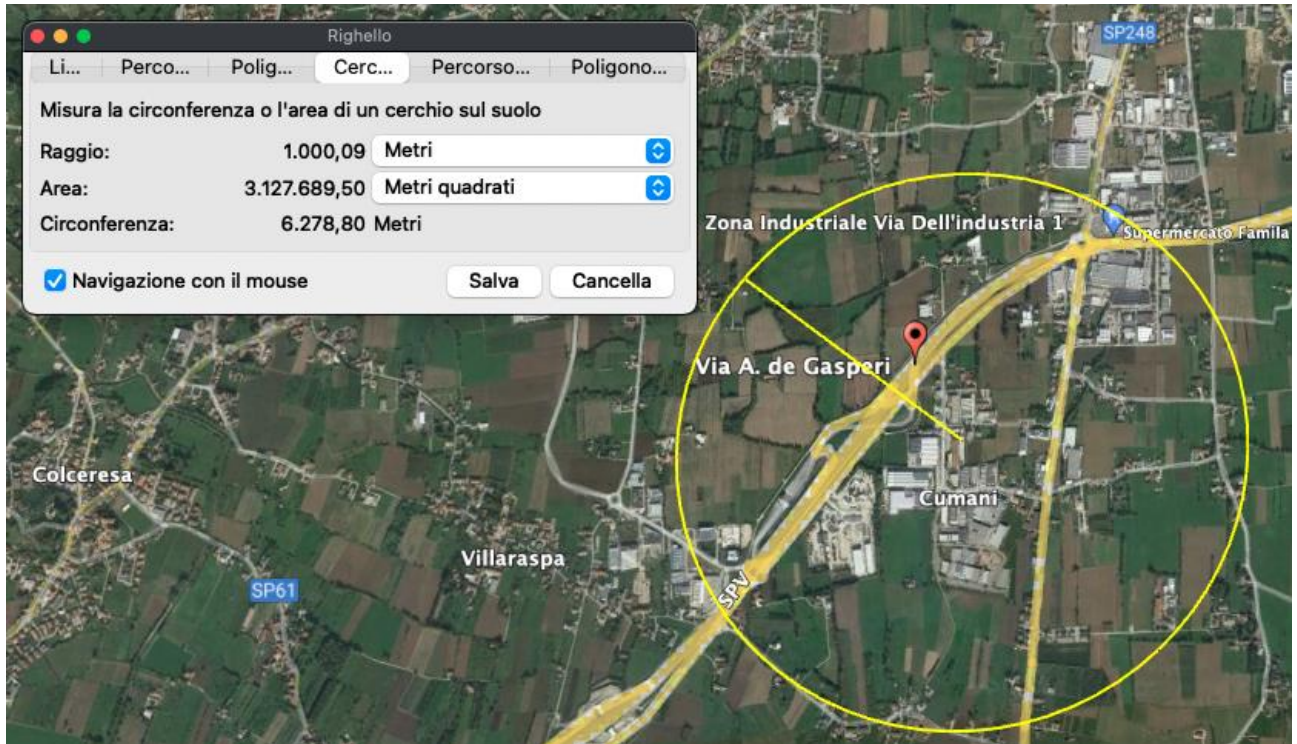 Righello
Li... Perco... Polig... Cerc... Percorso... Poligono...
Misura la circonferenza o l'area di un cerchio sul suolo
Raggio: 1.000,09 Metri
Area: 3.127.689,50 Metri quadrati
Circonferenza: 6.278,80 Metri
Navigazione con il mouse Salva Cancella
SP248
Zona Industriale Via Dell'industria 1
Supermercato Famila
Via A. de Gasperi
Colceresa
Cumani
Villaraspa
SP61
SPV